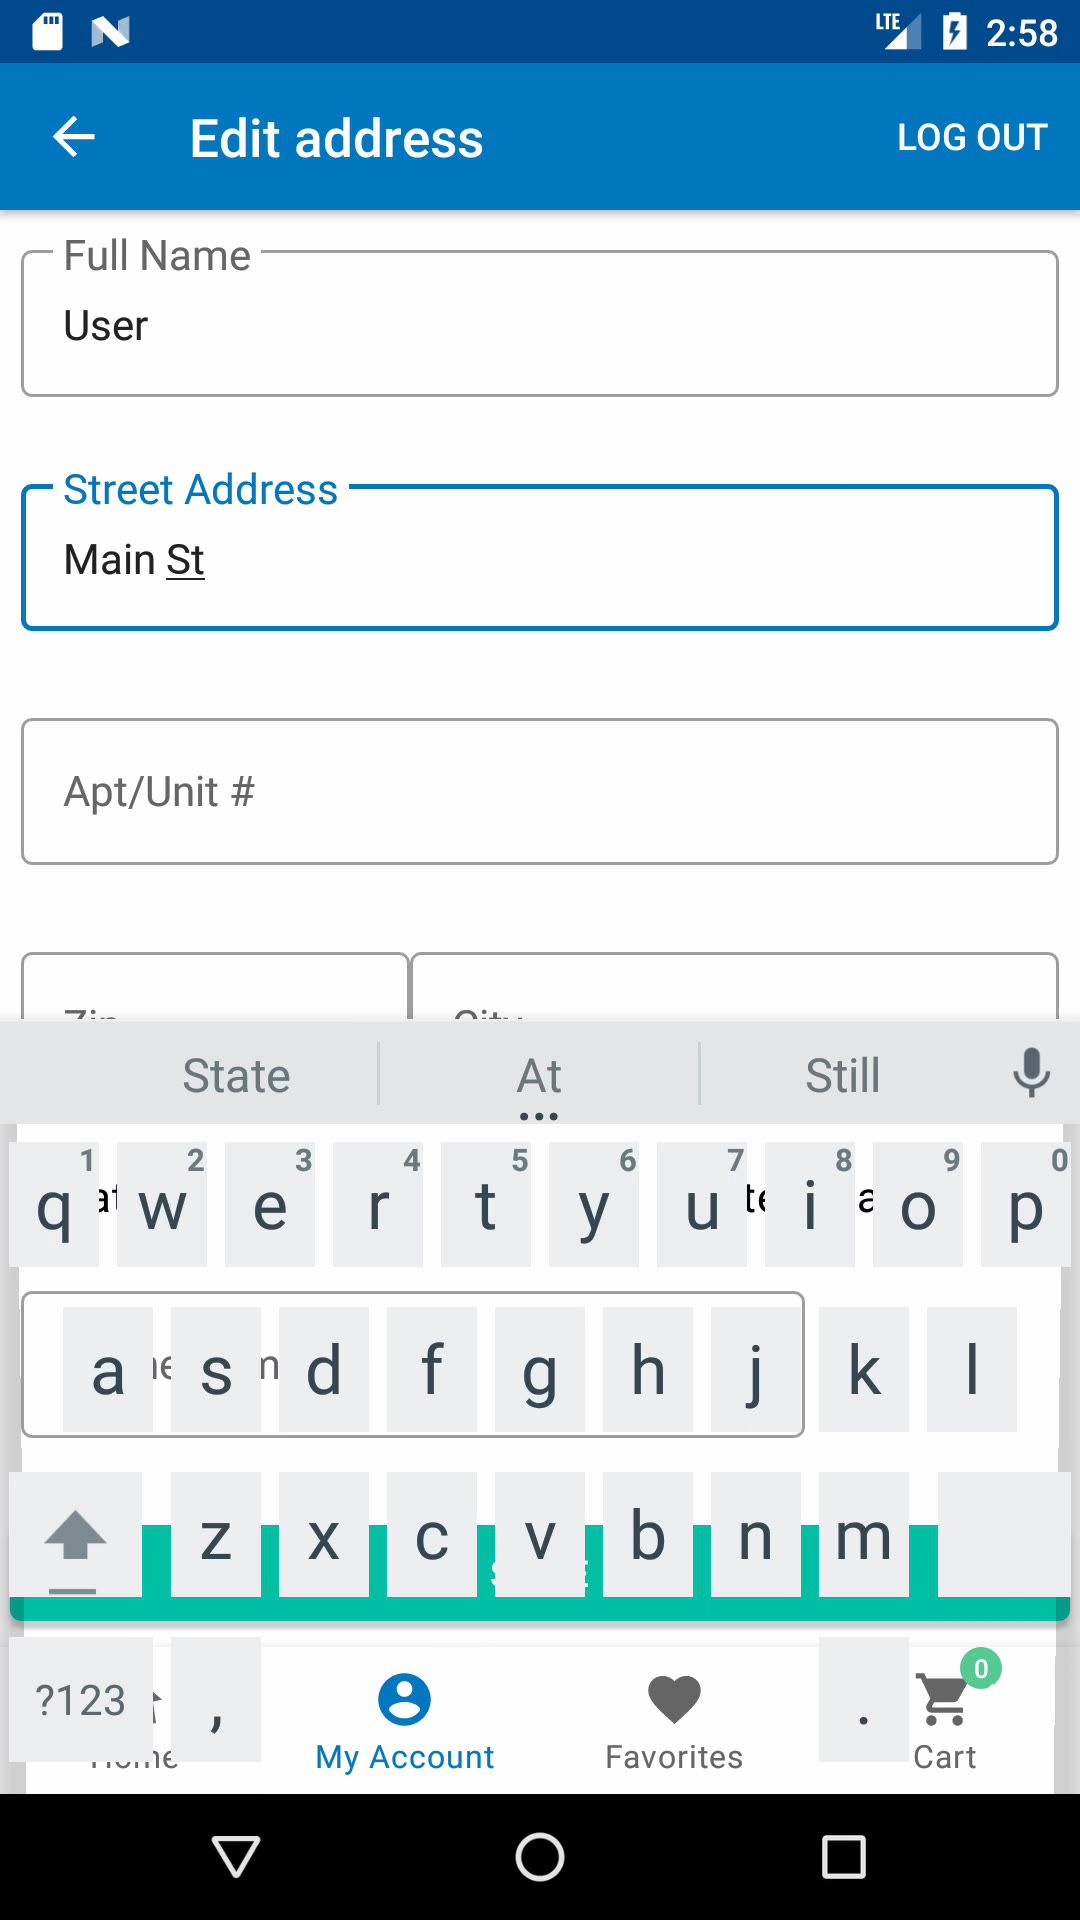 LTE 2:58
Edit address LOG OUT
Full Name
User
Street Address
Main St
Apt/Unit #
Zip City
State At Still
1 2 3 4 5 6 7 8 9 0
q w e r t y u i o p
a s d f g h j k l
z x c v b n m
?123 , . 0
Home My Account Favorites Cart